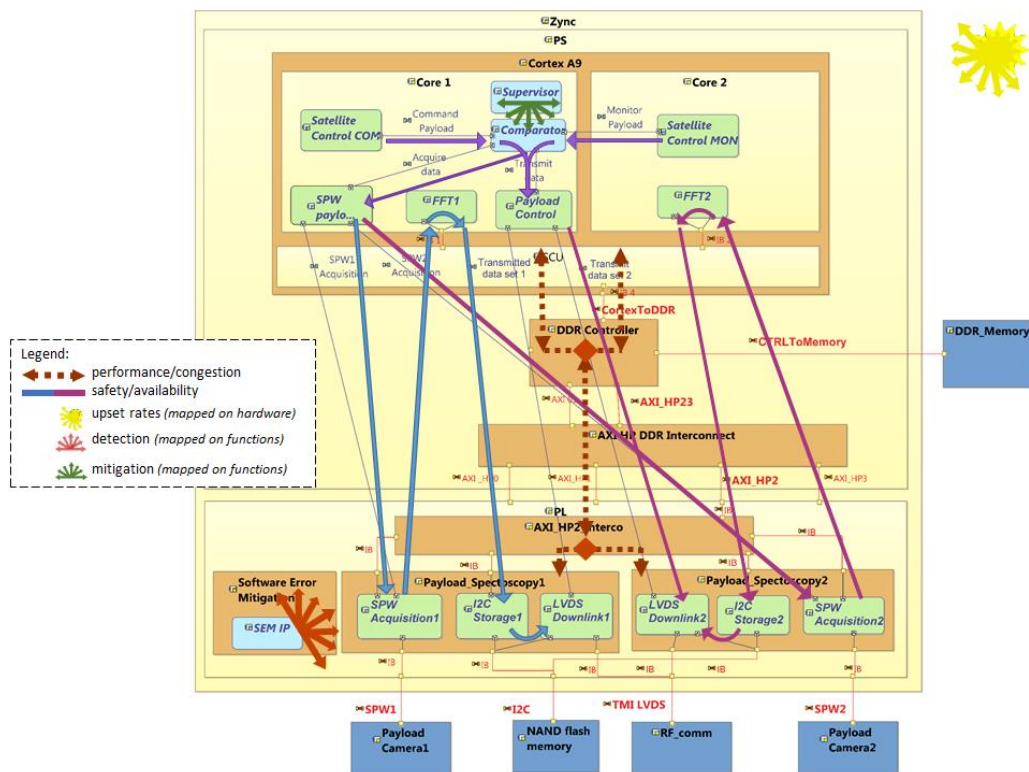 Zync
PS
Cortex A9
Core 1
Core 2
Supervisor
Command
Payload
Monitor
Payload
Satellite
Control COM
Comparator
Satellite
Control MON
Acquire
data
Transmit
data
SPW
paylo...
FFT1
Payload
Control
FFT2
SPW1
Acquisition
SPW2
Acquisition
Transmitted
data set 1
Transmit
data set 2
CortexToDDR
DDR Controller
CTRLToMemory
DDR_Memory
Legend:
performance/congestion
safety/availability
upset rates (mapped on hardware)
detection (mapped on functions)
mitigation (mapped on functions)
AXI_HP23
AXI HP DDR Interconnect
AXI_HP2
AXI_HP3
PL
AXI_HP2 Interco
IB
IB
IB
IB
Software Error
Mitigation
Payload_Spectoscopy1
Payload_Spectoscopy2
SEM IP
SPW
Acquisition1
I2C
Storage1
LVDS
Downlink1
LVDS
Downlink2
I2C
Storage2
SPW
Acquisition2
IB
IB
IB
IB
IB
IB
SPW1
I2C
TMI LVDS
SPW2
Payload
Camera1
NAND flash
memory
RF_comm
Payload
Camera2